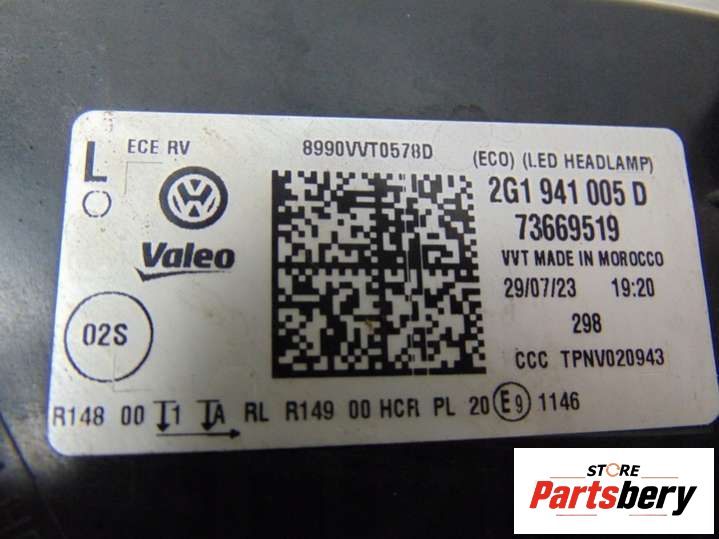 L
ECE RV
8990VVT0578D
(ECO) (LED HEADLAMP)
2G1 941 005 D
Valeo
73669519
VVT MADE IN MOROCCO
29/07/23 19:20
02S
298
CCC TPNV020943
R148 00 1 A RL R149 00 HCR PL 20 E9 1146
STORE
Partsbery